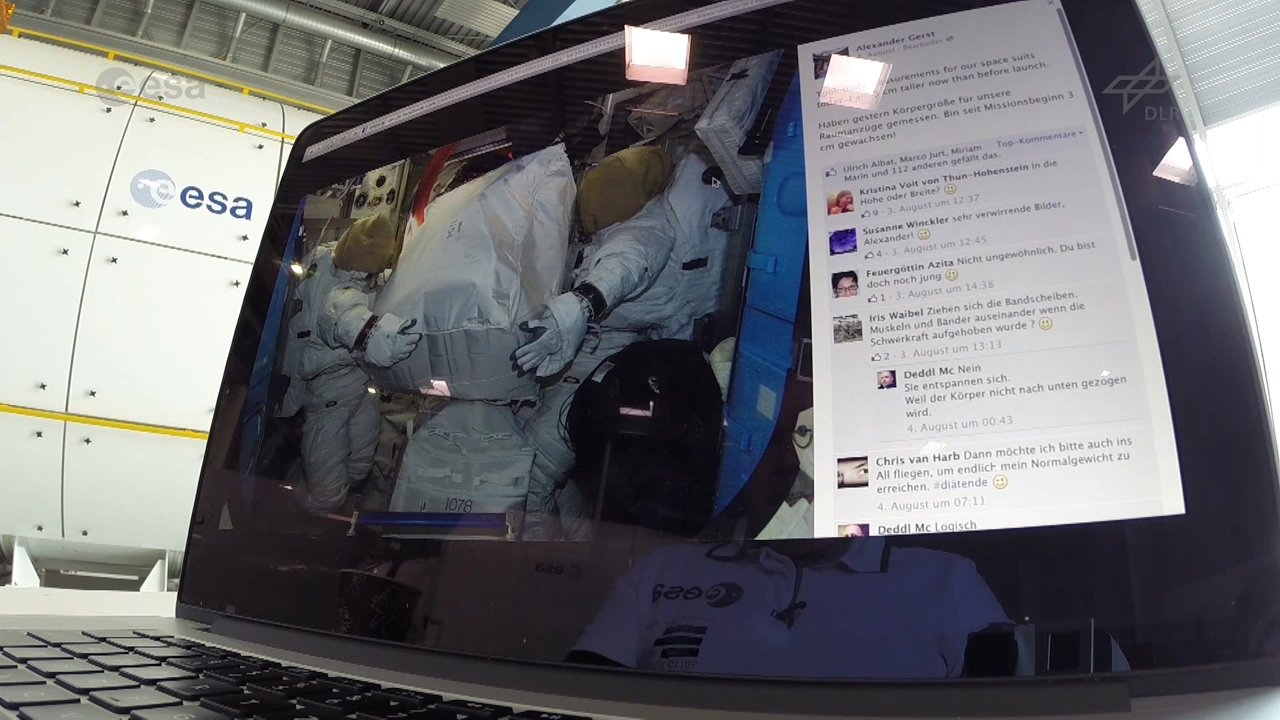 esa
DLR
esa
Alexander Gerst
August · Bearbeitet
surements for our space suits
cm taller now than before launch.
Haben gestern Körpergröße für unsere
Raumanzüge gemessen. Bin seit Missionsbeginn 3
cm gewachsen!
Ulrich Albat, Marco Jurt, Miriam
Marin und 112 anderen gefällt das.
Top-Kommentare
Kristina Voit von Thun-Hohenstein In die
Höhe oder Breite?
9 · 3. August um 12:37
Susanne Winckler sehr verwirrende Bilder,
Alexander!
4 · 3. August um 12:45
Feuergöttin Azita Nicht ungewöhnlich. Du bist
doch noch jung
1 · 3. August um 14:38
Iris Waibel Ziehen sich die Bandscheiben,
Muskeln und Bänder auseinander wenn die
Schwerkraft aufgehoben wurde ?
2 · 3. August um 13:13
Deddl Mc Nein
Sie entspannen sich.
Weil der Körper nicht nach unten gezogen
wird.
4. August um 00:43
Chris van Harb Dann möchte ich bitte auch ins
All fliegen, um endlich mein Normalgewicht zu
erreichen. #diätende
4. August um 07:11
Deddl Mc Logisch
1078
esa
esa